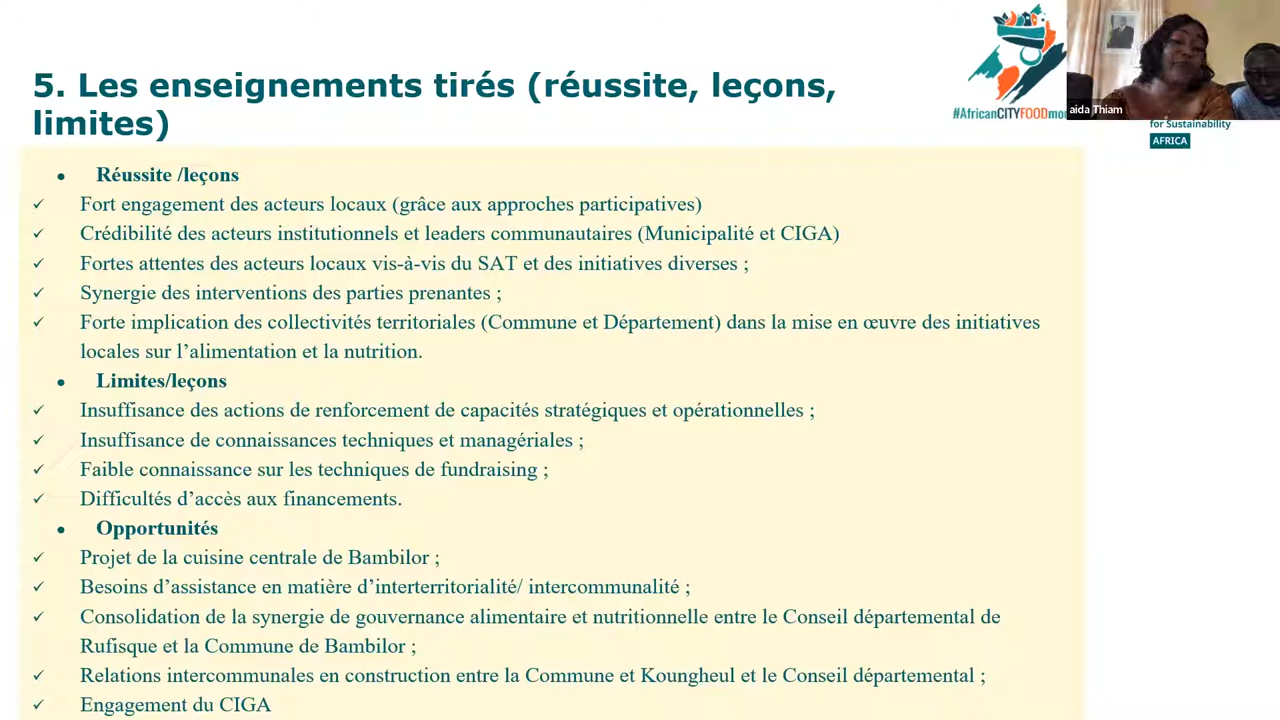 5. Les enseignements tirés (réussite, leçons,
limites)
#AfricanCITYFOODmo
aida Thiam
for Sustainability
AFRICA
• Réussite /leçons
✓ Fort engagement des acteurs locaux (grâce aux approches participatives)
✓ Crédibilité des acteurs institutionnels et leaders communautaires (Municipalité et CIGA)
✓ Fortes attentes des acteurs locaux vis-à-vis du SAT et des initiatives diverses ;
✓ Synergie des interventions des parties prenantes ;
✓ Forte implication des collectivités territoriales (Commune et Département) dans la mise en œuvre des initiatives
locales sur l’alimentation et la nutrition.
• Limites/leçons
✓ Insuffisance des actions de renforcement de capacités stratégiques et opérationnelles ;
✓ Insuffisance de connaissances techniques et managériales ;
✓ Faible connaissance sur les techniques de fundraising ;
✓ Difficultés d’accès aux financements.
• Opportunités
✓ Projet de la cuisine centrale de Bambilor ;
✓ Besoins d’assistance en matière d’interterritorialité/ intercommunalité ;
✓ Consolidation de la synergie de gouvernance alimentaire et nutritionnelle entre le Conseil départemental de
Rufisque et la Commune de Bambilor ;
✓ Relations intercommunales en construction entre la Commune et Koungheul et le Conseil départemental ;
✓ Engagement du CIGA